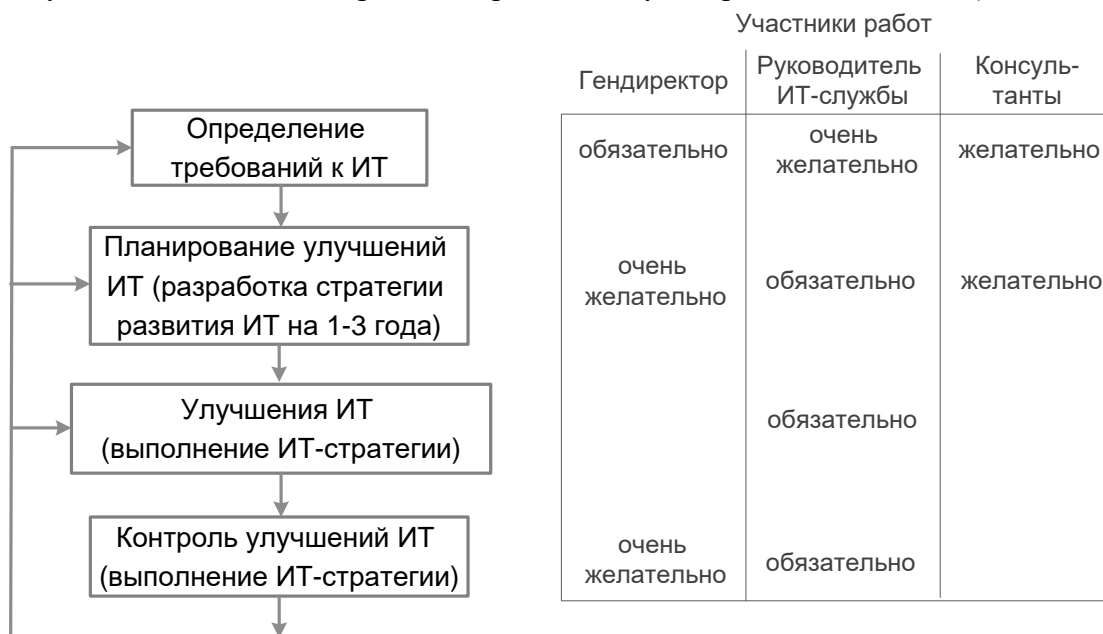 Участники работ
Гендиректор
Руководитель
ИТ-службы
Консуль-
танты
Определение
требований к ИТ
обязательно
очень
желательно
желательно
Планирование улучшений
ИТ (разработка стратегии
развития ИТ на 1-3 года)
очень
желательно
обязательно
желательно
Улучшения ИТ
(выполнение ИТ-стратегии)
обязательно
Контроль улучшений ИТ
(выполнение ИТ-стратегии)
очень
желательно
обязательно